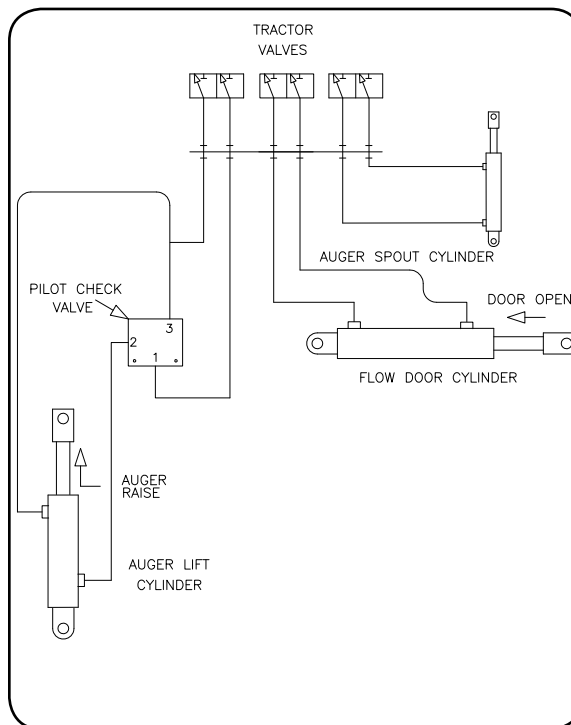 TRACTOR
VALVES
AUGER SPOUT CYLINDER
PILOT CHECK
VALVE
DOOR OPEN
3
2
1
FLOW DOOR CYLINDER
AUGER
RAISE
AUGER LIFT
CYLINDER